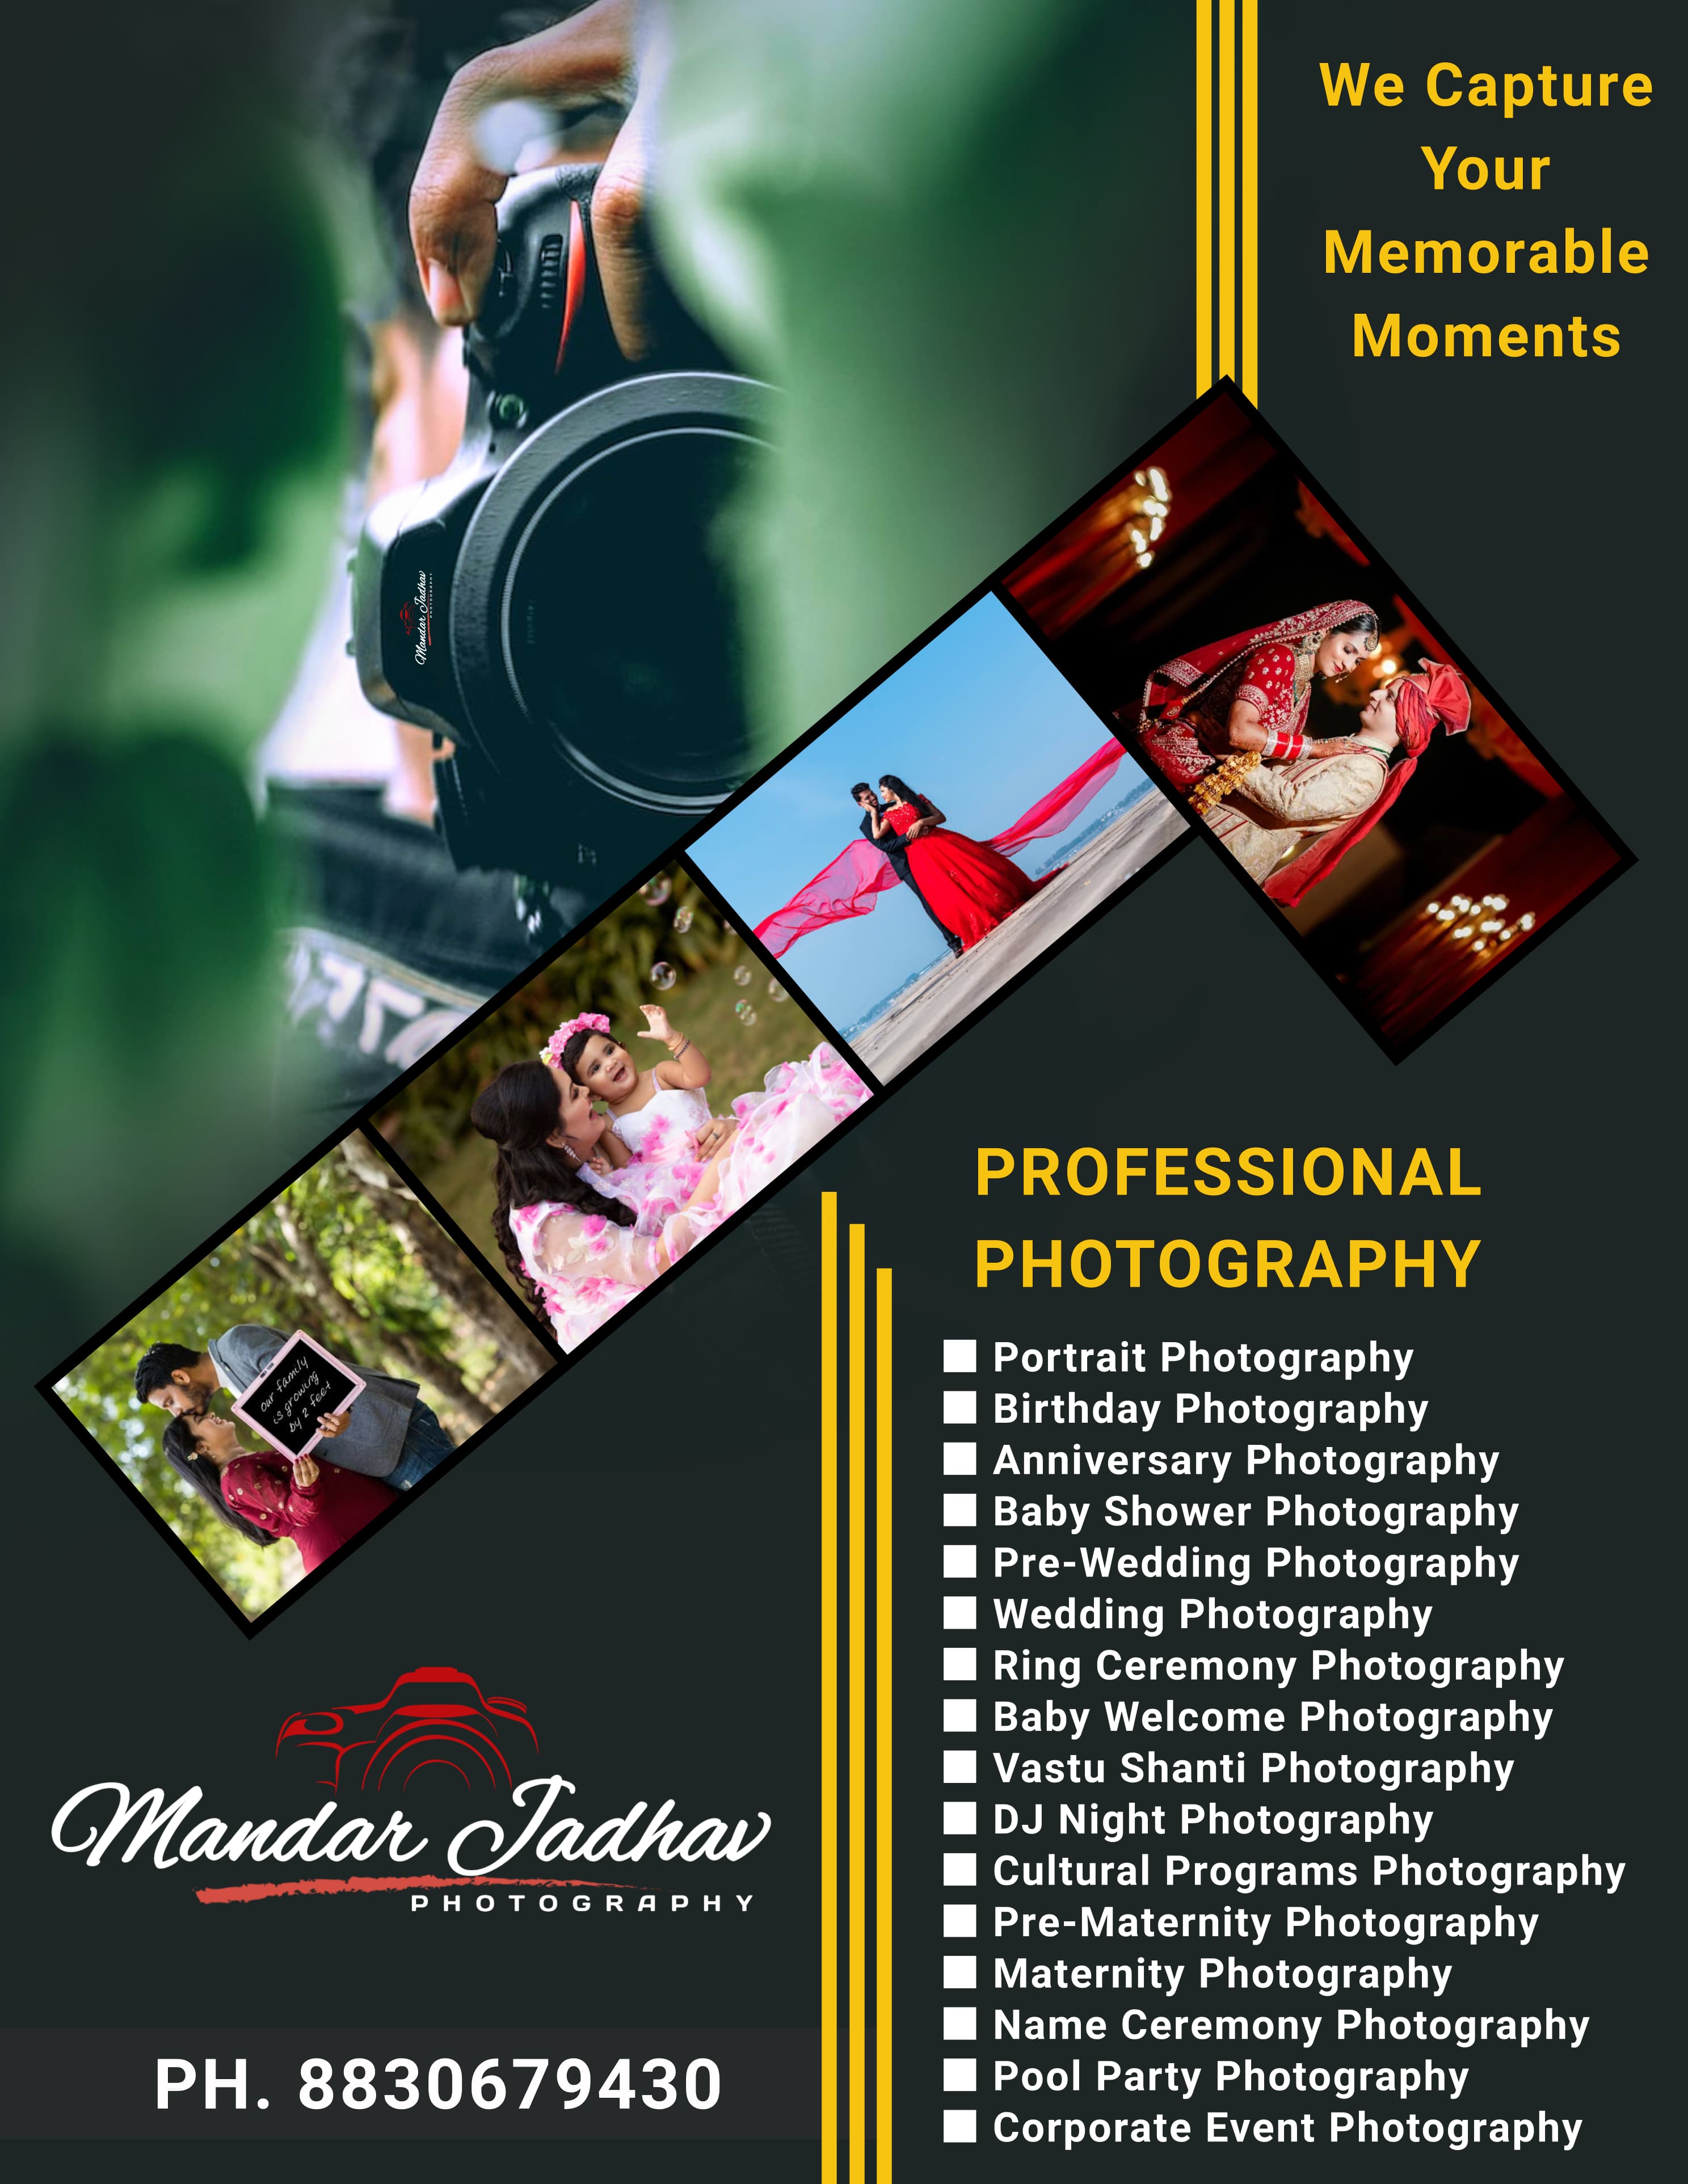 We Capture
Your
Memorable
Moments
Mandar Jadhav
PHOTOGRAPHY
our family
is growing
by 2 feet
PROFESSIONAL
PHOTOGRAPHY
Portrait Photography
Birthday Photography
Anniversary Photography
Baby Shower Photography
Pre-Wedding Photography
Wedding Photography
Ring Ceremony Photography
Baby Welcome Photography
Vastu Shanti Photography
DJ Night Photography
Cultural Programs Photography
Pre-Maternity Photography
Maternity Photography
Name Ceremony Photography
Pool Party Photography
Corporate Event Photography
Mandar Jadhav
PHOTOGRAPHY
PH. 8830679430